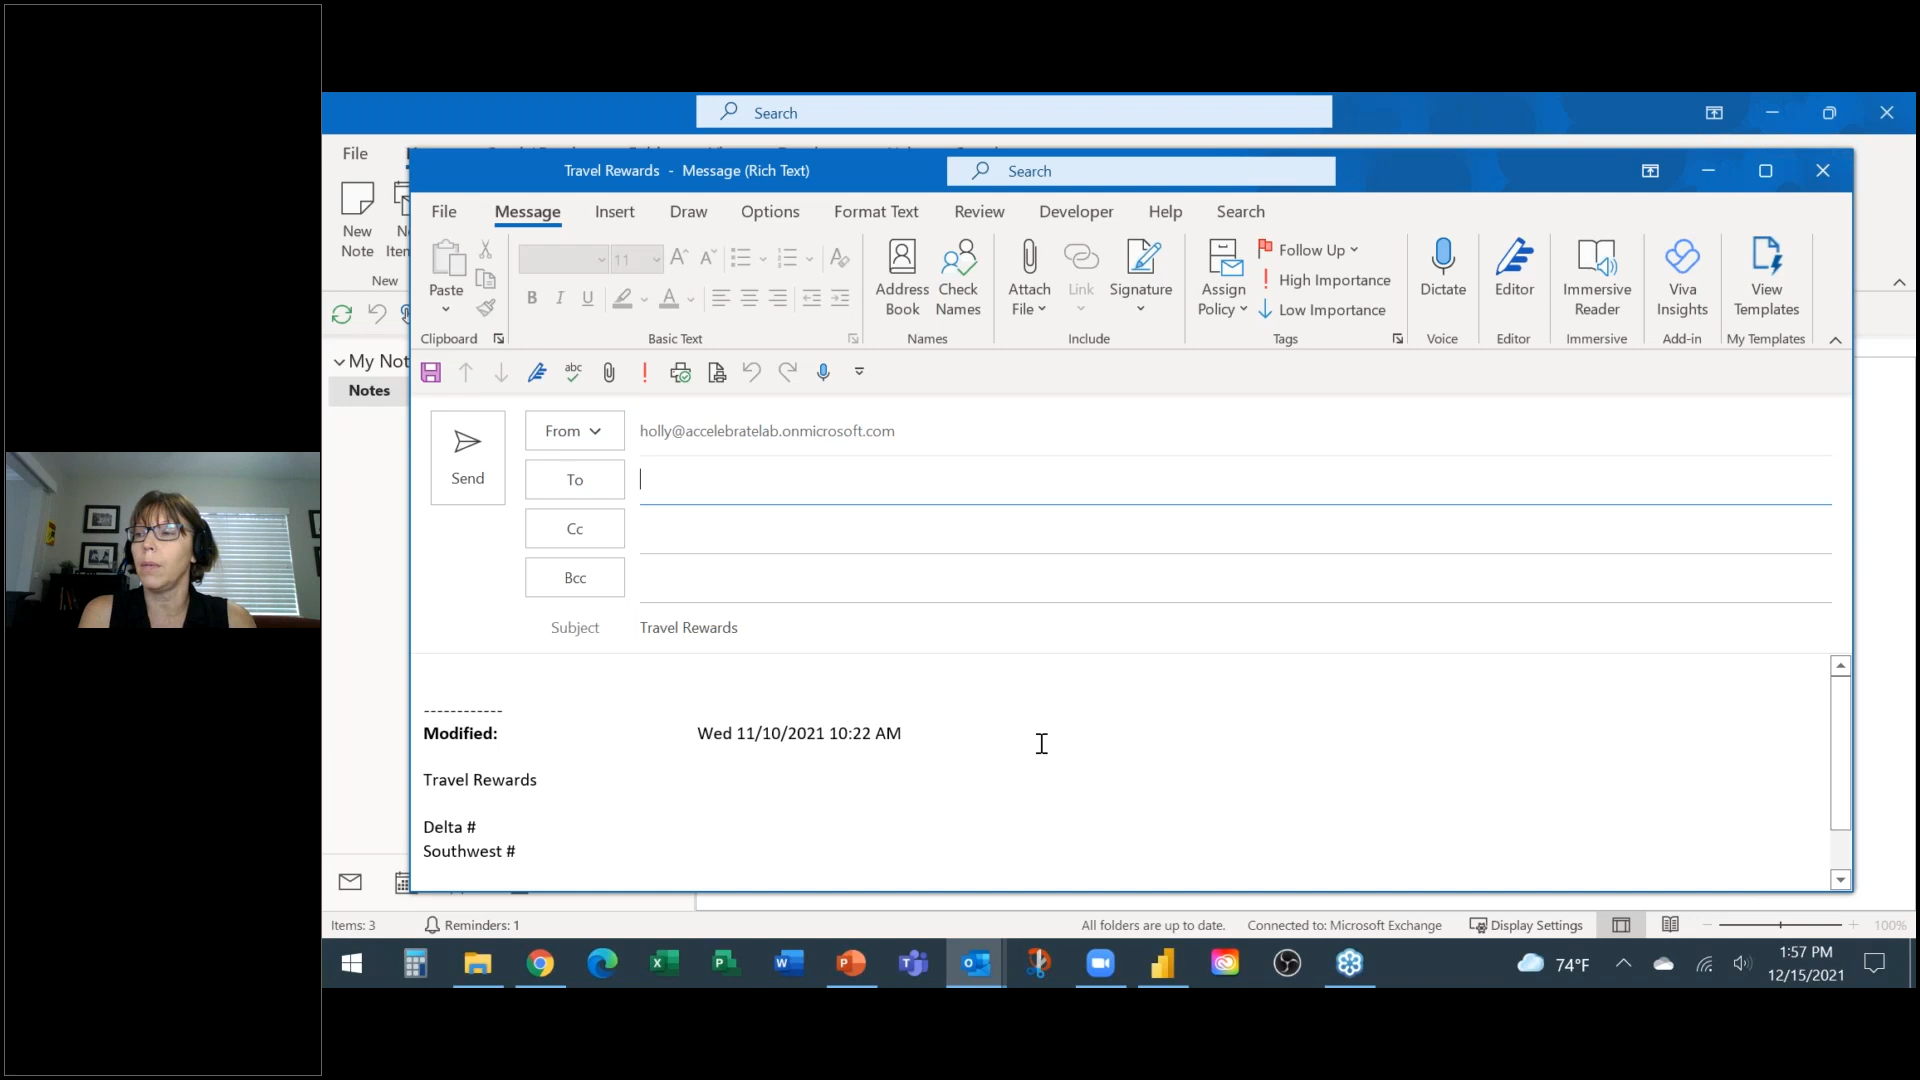 Search
File
New Note
New
My Not
Notes
Travel Rewards - Message (Rich Text)
Search
File Message Insert Draw Options Format Text Review Developer Help Search
Paste
Clipboard
11
B I U
Basic Text
Address Book
Check Names
Names
Attach File
Link
Signature
Include
Assign Policy
Follow Up
High Importance
Low Importance
Tags
Dictate
Voice
Editor
Editor
Immersive Reader
Immersive
Viva Insights
Add-in
View Templates
My Templates
abc
Send
From
holly@accelebratelab.onmicrosoft.com
To
Cc
Bcc
Subject
Travel Rewards
------------
Modified: Wed 11/10/2021 10:22 AM
Travel Rewards
Delta #
Southwest #
Items: 3
Reminders: 1
All folders are up to date.
Connected to: Microsoft Exchange
Display Settings
100%
74°F
1:57 PM
12/15/2021